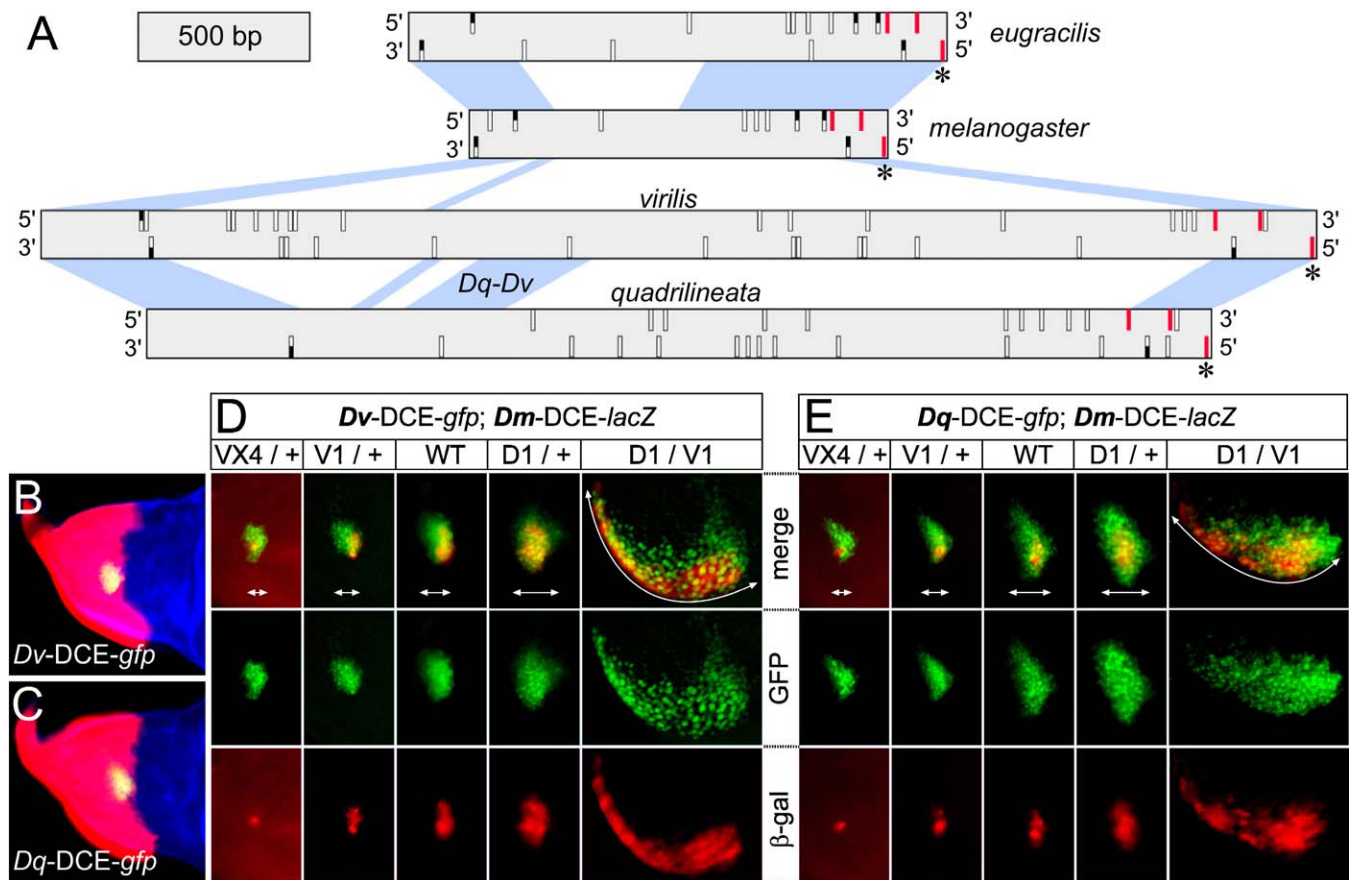 A
500 bp
5'
3'
eugracilis
3'
5'
*
5'
3'
melanogaster
3'
5'
*
virilis
5'
3'
3'
5'
*
Dq-Dv
quadrilineata
5'
3'
3'
5'
*
D
Dv-DCE-gfp; Dm-DCE-lacZ
VX4 / +
V1 / +
WT
D1 / +
D1 / V1
E
Dq-DCE-gfp; Dm-DCE-lacZ
VX4 / +
V1 / +
WT
D1 / +
D1 / V1
B
Dv-DCE-gfp
C
Dq-DCE-gfp
merge
GFP
β-gal